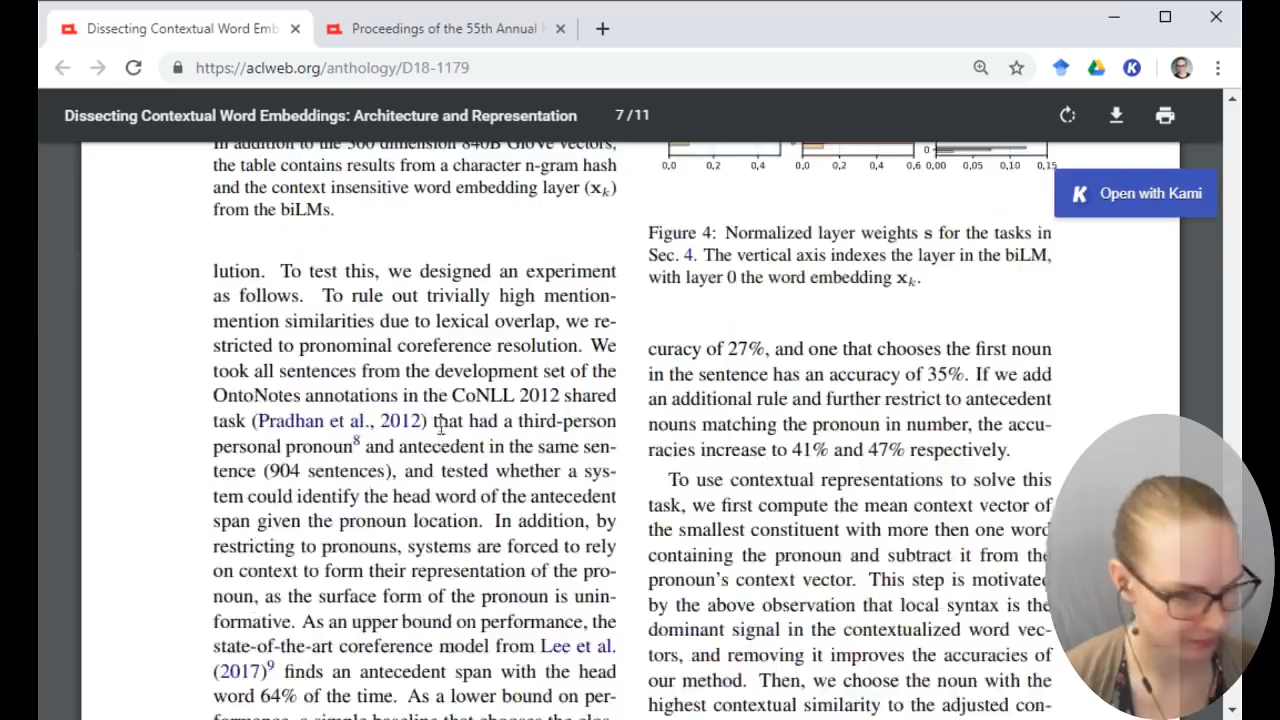 Dissecting Contextual Word Emb
Proceedings of the 55th Annual
https://aclweb.org/anthology/D18-1179
Dissecting Contextual Word Embeddings: Architecture and Representation 7 / 11
Open with Kami
In addition to the 300 dimension 840B GloVe vectors,
the table contains results from a character n-gram hash
and the context insensitive word embedding layer (xk)
from the biLMs.
lution. To test this, we designed an experiment
as follows. To rule out trivially high mention-
mention similarities due to lexical overlap, we re-
stricted to pronominal coreference resolution. We
took all sentences from the development set of the
OntoNotes annotations in the CoNLL 2012 shared
task (Pradhan et al., 2012) that had a third-person
personal pronoun8 and antecedent in the same sen-
tence (904 sentences), and tested whether a sys-
tem could identify the head word of the antecedent
span given the pronoun location. In addition, by
restricting to pronouns, systems are forced to rely
on context to form their representation of the pro-
noun, as the surface form of the pronoun is unin-
formative. As an upper bound on performance, the
state-of-the-art coreference model from Lee et al.
(2017)9 finds an antecedent span with the head
word 64% of the time. As a lower bound on per-
formance, a simple baseline that chooses the clos-
0
0,0 0,2 0,4 0,0 0,2 0,4 0,6 0,00 0,05 0,10 0,15
Figure 4: Normalized layer weights s for the tasks in
Sec. 4. The vertical axis indexes the layer in the biLM,
with layer 0 the word embedding xk.
curacy of 27%, and one that chooses the first noun
in the sentence has an accuracy of 35%. If we add
an additional rule and further restrict to antecedent
nouns matching the pronoun in number, the accu-
racies increase to 41% and 47% respectively.
To use contextual representations to solve this
task, we first compute the mean context vector of
the smallest constituent with more then one word
containing the pronoun and subtract it from the
pronoun's context vector. This step is motivated
by the above observation that local syntax is the
dominant signal in the contextualized word vec-
tors, and removing it improves the accuracies of
our method. Then, we choose the noun with the
highest contextual similarity to the adjusted con-